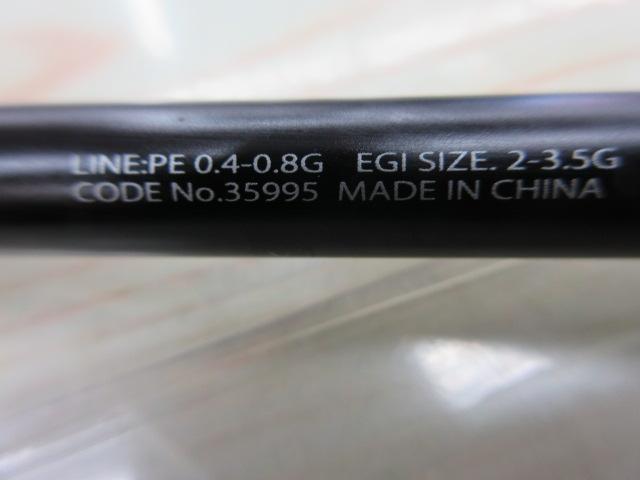 LINE:PE 0.4-0.8G EGI SIZE. 2-3.5G
CODE No.35995 MADE IN CHINA